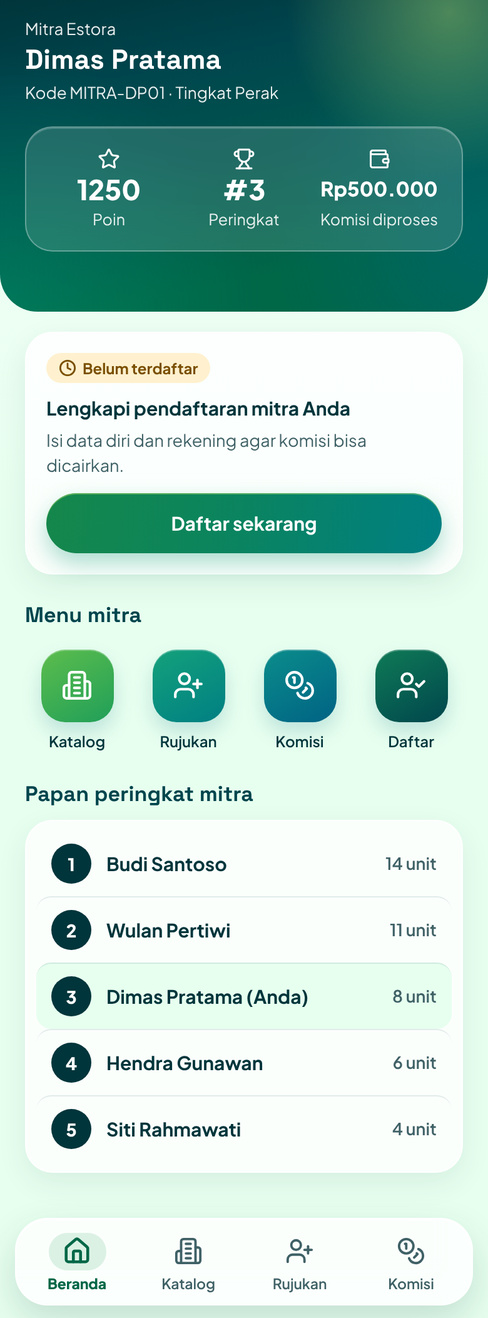 Mitra Estora
Dimas Pratama
Kode MITRA-DP01 · Tingkat Perak
1250
Poin
#3
Peringkat
Rp500.000
Komisi diproses
Belum terdaftar
Lengkapi pendaftaran mitra Anda
Isi data diri dan rekening agar komisi bisa
dicairkan.
Daftar sekarang
Menu mitra
Katalog
Rujukan
Komisi
Daftar
Papan peringkat mitra
1 Budi Santoso 14 unit
2 Wulan Pertiwi 11 unit
3 Dimas Pratama (Anda) 8 unit
4 Hendra Gunawan 6 unit
5 Siti Rahmawati 4 unit
Beranda
Katalog
Rujukan
Komisi